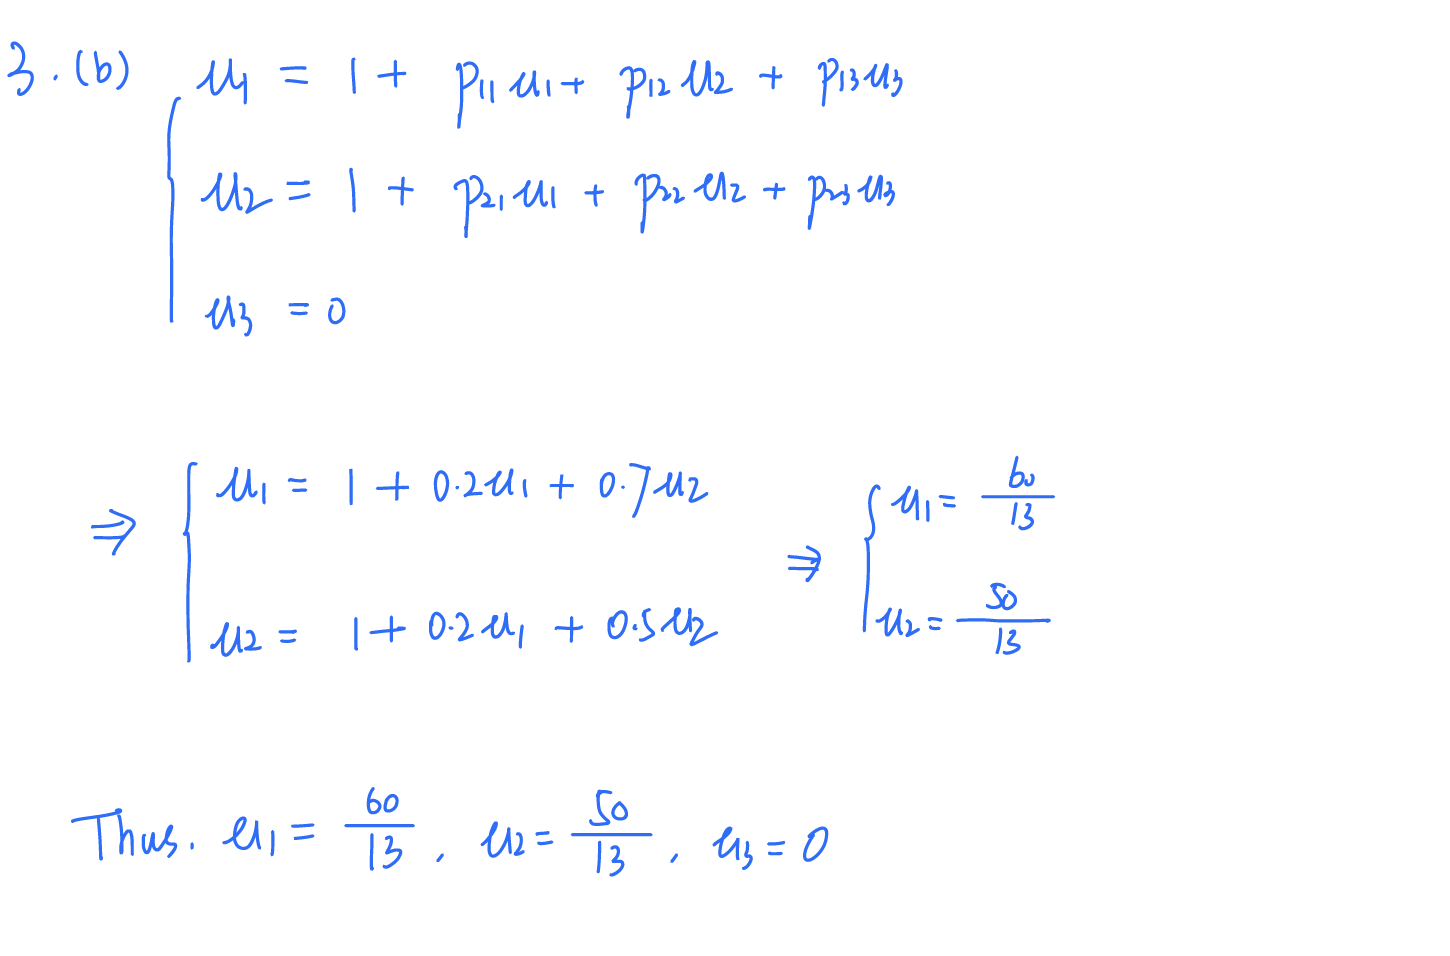 3. (b) u1 = 1 + p11 u1 + p12 u2 + p13 u3
u2 = 1 + p21 u1 + p22 u2 + p23 u3
u3 = 0
⇒ { u1 = 1 + 0.2u1 + 0.7u2
u2 = 1 + 0.2u1 + 0.5u2
⇒ { u1 = 60/13
u2 = 50/13
Thus. u1 = 60/13, u2 = 50/13, u3 = 0